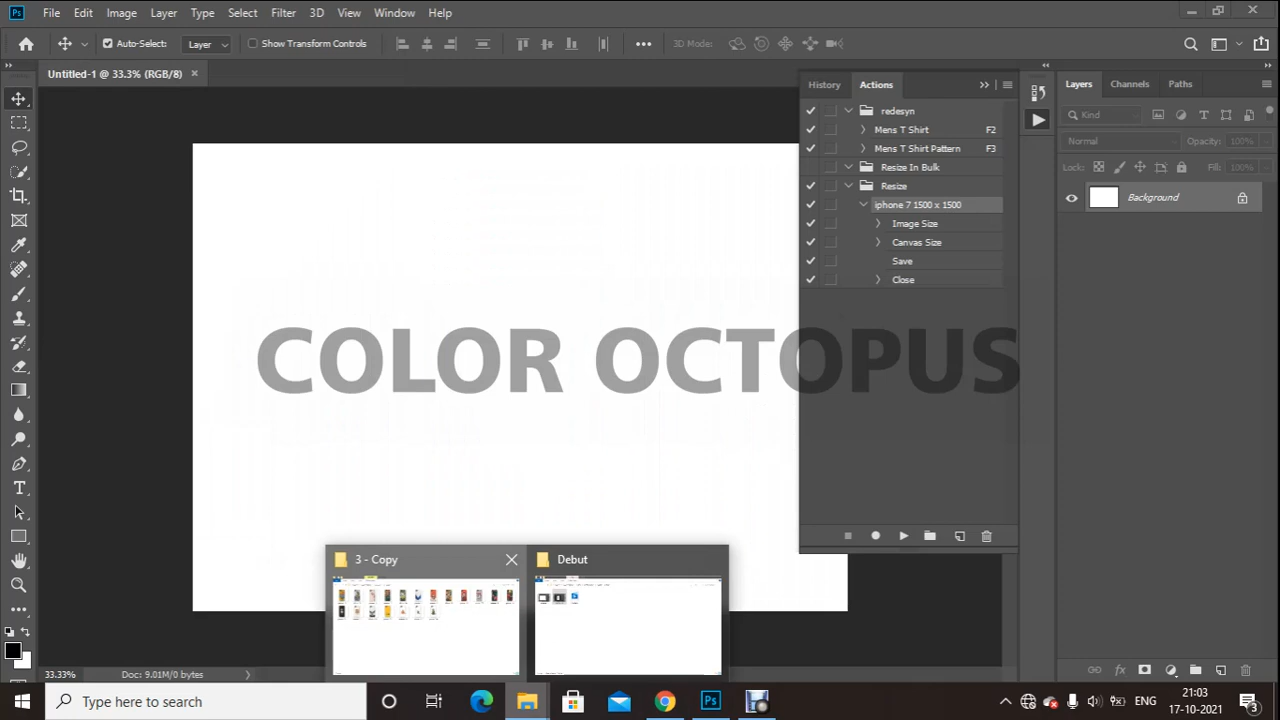 Ps File Edit Image Layer Type Select Filter 3D View Window Help
Auto-Select: Layer Show Transform Controls 3D Mode:
Untitled-1 @ 33.3% (RGB/8)
History Actions
redesyn
Mens T Shirt F2
Mens T Shirt Pattern F3
Resize In Bulk
Resize
iphone 7 1500 x 1500
Image Size
Canvas Size
Save
Close
Layers Channels Paths
Kind
Normal Opacity: 100%
Lock: Fill: 100%
Background
COLOR OCTOPUS
3 - Copy
Debut
33.33% Doc: 9.01M/0 bytes
Type here to search
Ps
ENG
21:03
17-10-2021
3